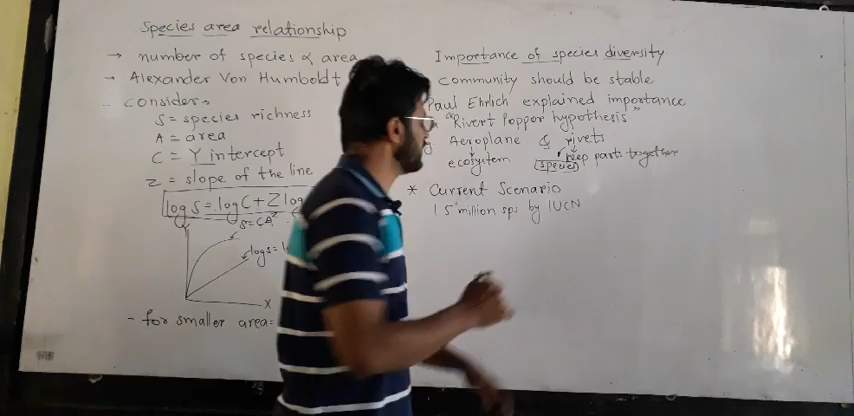 Species area relationship
→ number of species ∝ area
→ Alexander Von Humboldt
- consider,
S = species richness
A = area
C = Y intercept
Z = slope of the line
log S = log C + Z log
S = CA^z
log s = l
X
- for smaller area =
Importance of species diversity
Community should be stable
Paul Ehrlich explained importance
"Rivert Popper hypothesis"
Aeroplane & rivets
ecosystem species keep parts together
* Current Scenario
1.5 million sps by IUCN